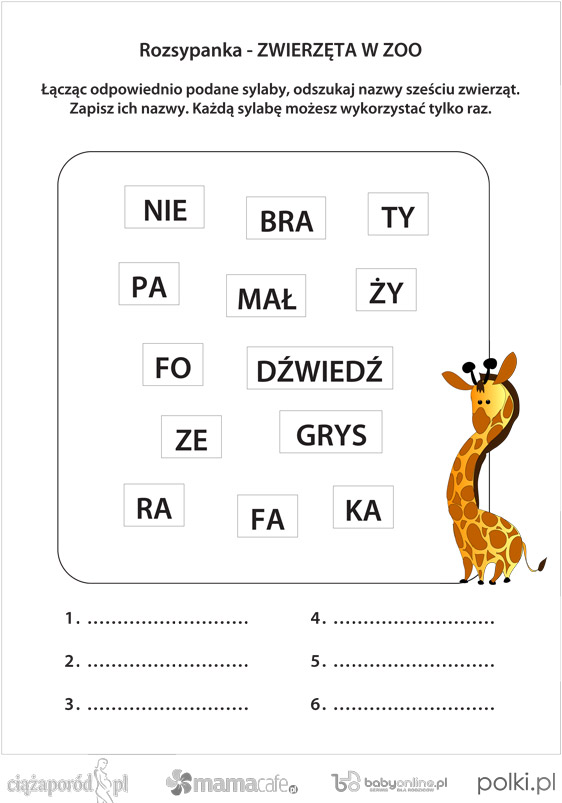 Rozsypanka - ZWIERZĘTA W ZOO
Łącząc odpowiednio podane sylaby, odszukaj nazwy sześciu zwierząt.
Zapisz ich nazwy. Każdą sylabę możesz wykorzystać tylko raz.
NIE BRA TY
PA MAŁ ŻY
FO DŹWIEDŹ
ZE GRYS
RA FA KA
1. ........................... 4. ...........................
2. ........................... 5. ...........................
3. ........................... 6. ...........................
ciążaporód.pl mamacafe.pl babyonline.pl polki.pl